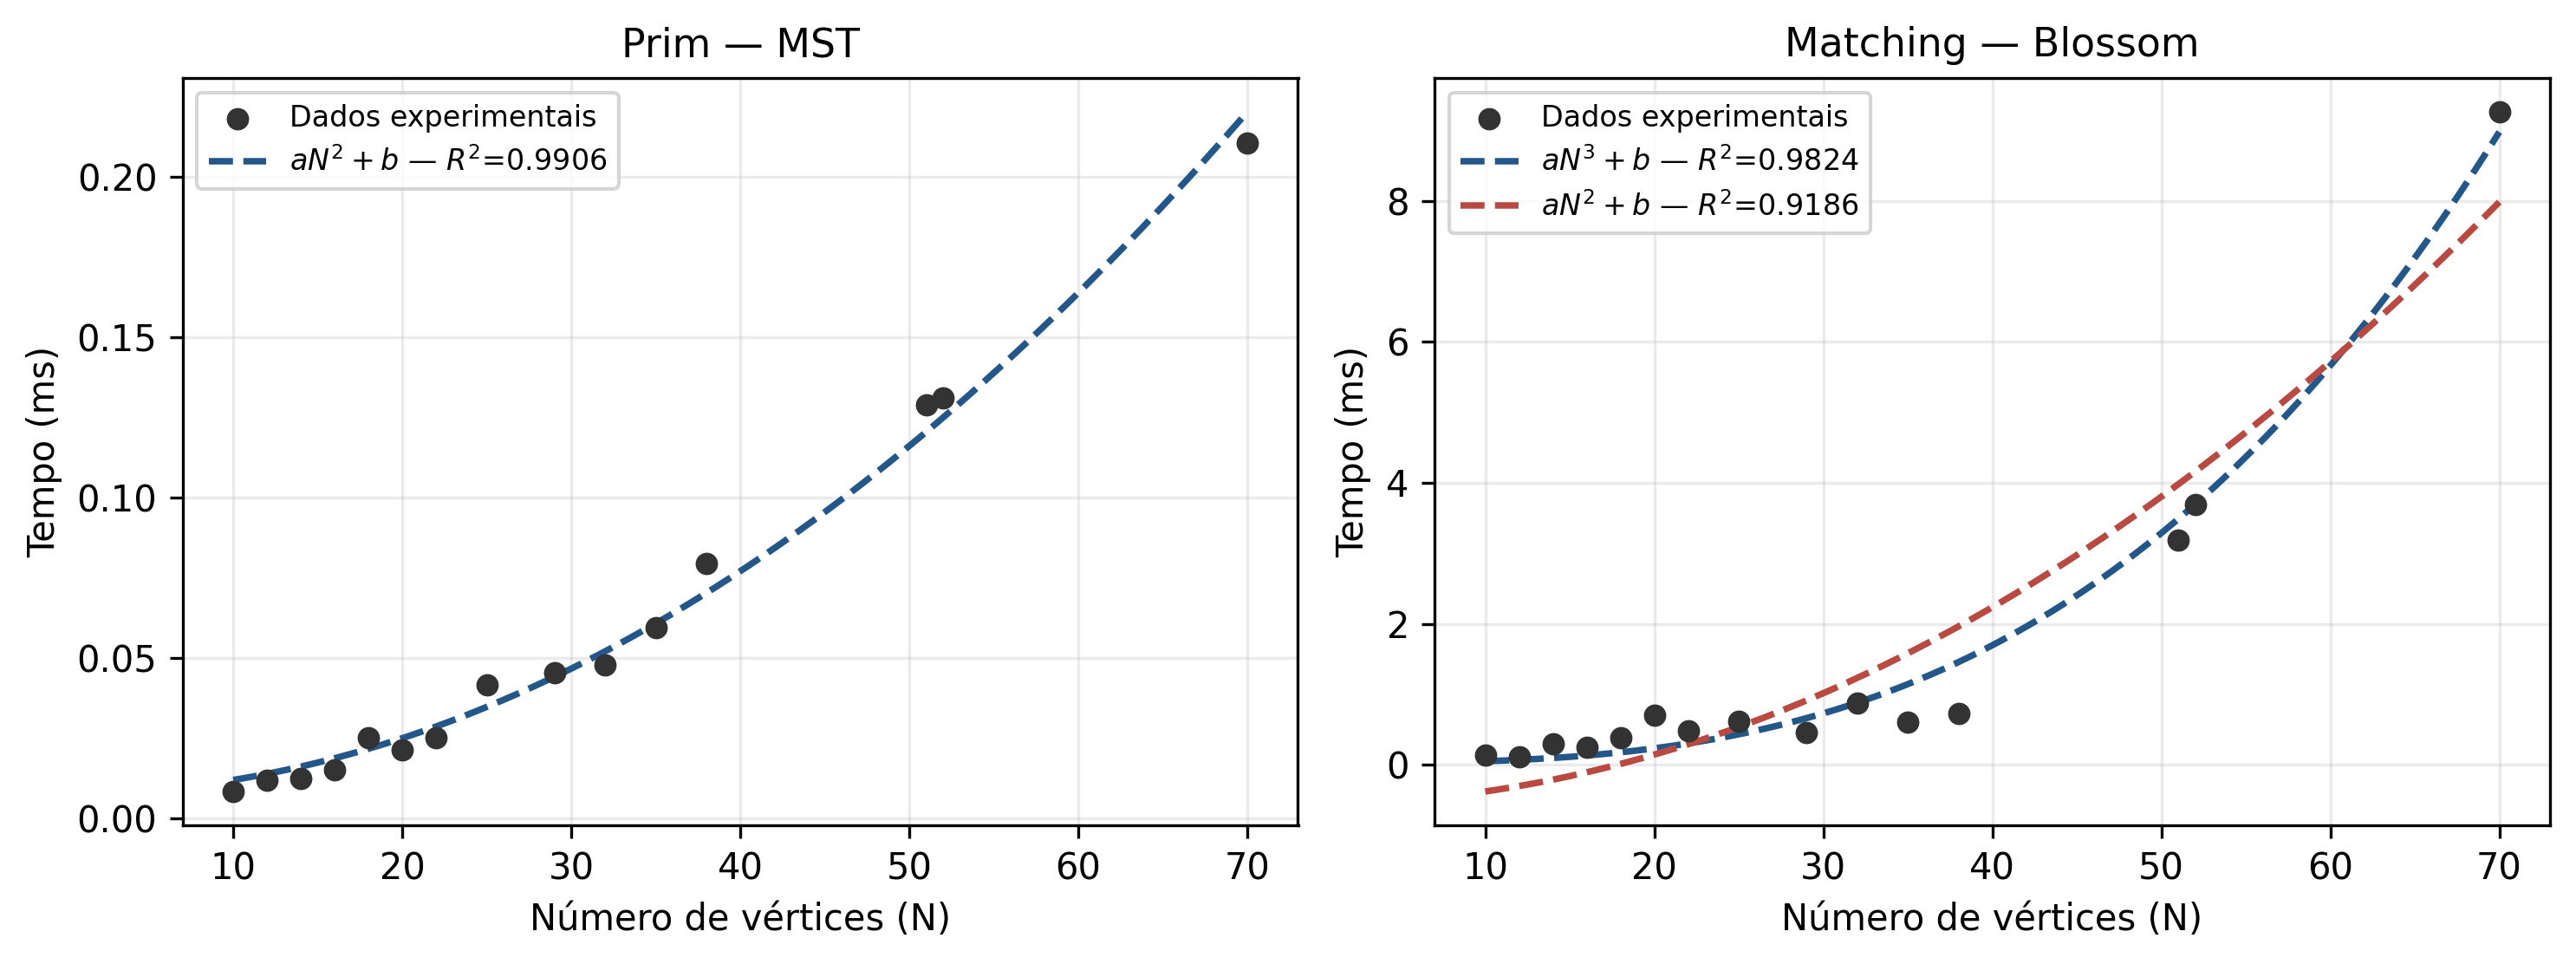 Prim — MST
Dados experimentais
aN² + b — R²=0.9906
0.20
0.15
0.10
0.05
0.00
Tempo (ms)
10 20 30 40 50 60 70
Número de vértices (N)
Matching — Blossom
Dados experimentais
aN³ + b — R²=0.9824
aN² + b — R²=0.9186
8
6
4
2
0
Tempo (ms)
10 20 30 40 50 60 70
Número de vértices (N)